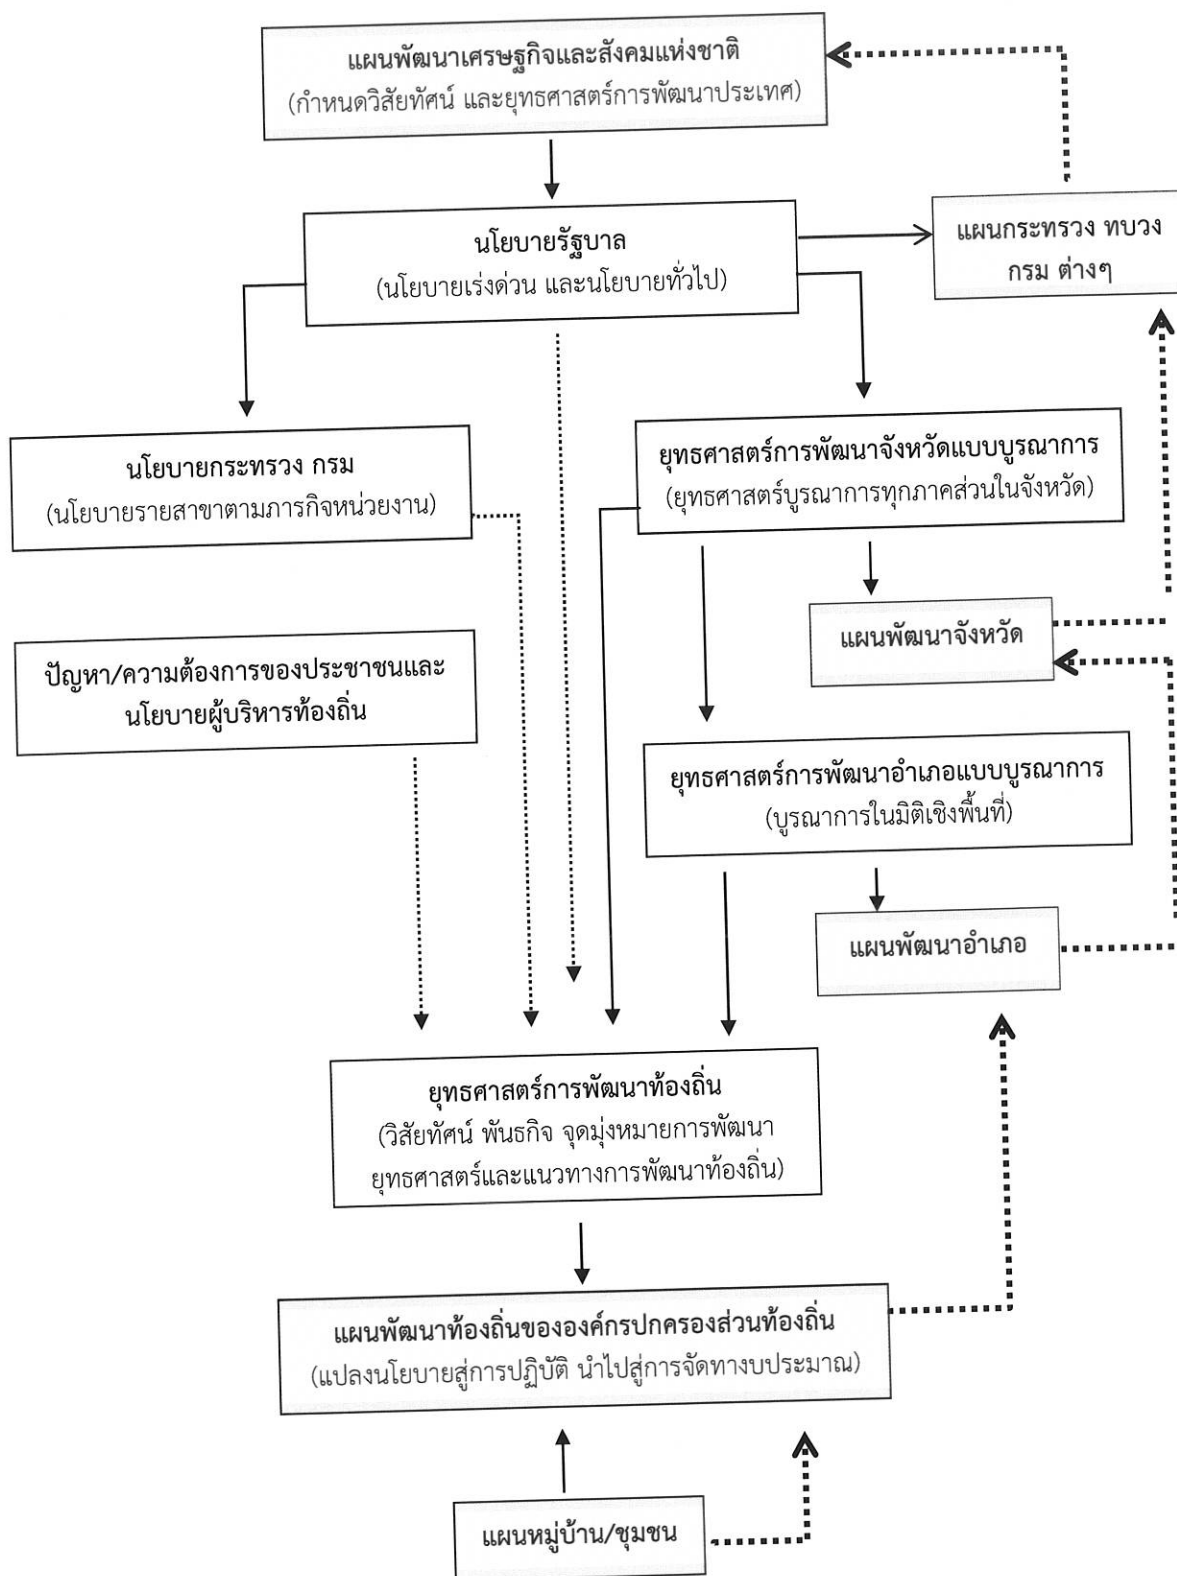 แผนพัฒนาเศรษฐกิจและสังคมแห่งชาติ
(กำหนดวิสัยทัศน์ และยุทธศาสตร์การพัฒนาประเทศ)
นโยบายรัฐบาล
(นโยบายเร่งด่วน และนโยบายทั่วไป)
แผนกระทรวง ทบวง
กรม ต่างๆ
นโยบายกระทรวง กรม
(นโยบายรายสาขาตามภารกิจหน่วยงาน)
ยุทธศาสตร์การพัฒนาจังหวัดแบบบูรณาการ
(ยุทธศาสตร์บูรณาการทุกภาคส่วนในจังหวัด)
แผนพัฒนาจังหวัด
ปัญหา/ความต้องการของประชาชนและ
นโยบายผู้บริหารท้องถิ่น
ยุทธศาสตร์การพัฒนาอำเภอแบบบูรณาการ
(บูรณาการในมิติเชิงพื้นที่)
แผนพัฒนาอำเภอ
ยุทธศาสตร์การพัฒนาท้องถิ่น
(วิสัยทัศน์ พันธกิจ จุดมุ่งหมายการพัฒนา
ยุทธศาสตร์และแนวทางการพัฒนาท้องถิ่น)
แผนพัฒนาท้องถิ่นขององค์กรปกครองส่วนท้องถิ่น
(แปลงนโยบายสู่การปฏิบัติ นำไปสู่การจัดทางบประมาณ)
แผนหมู่บ้าน/ชุมชน